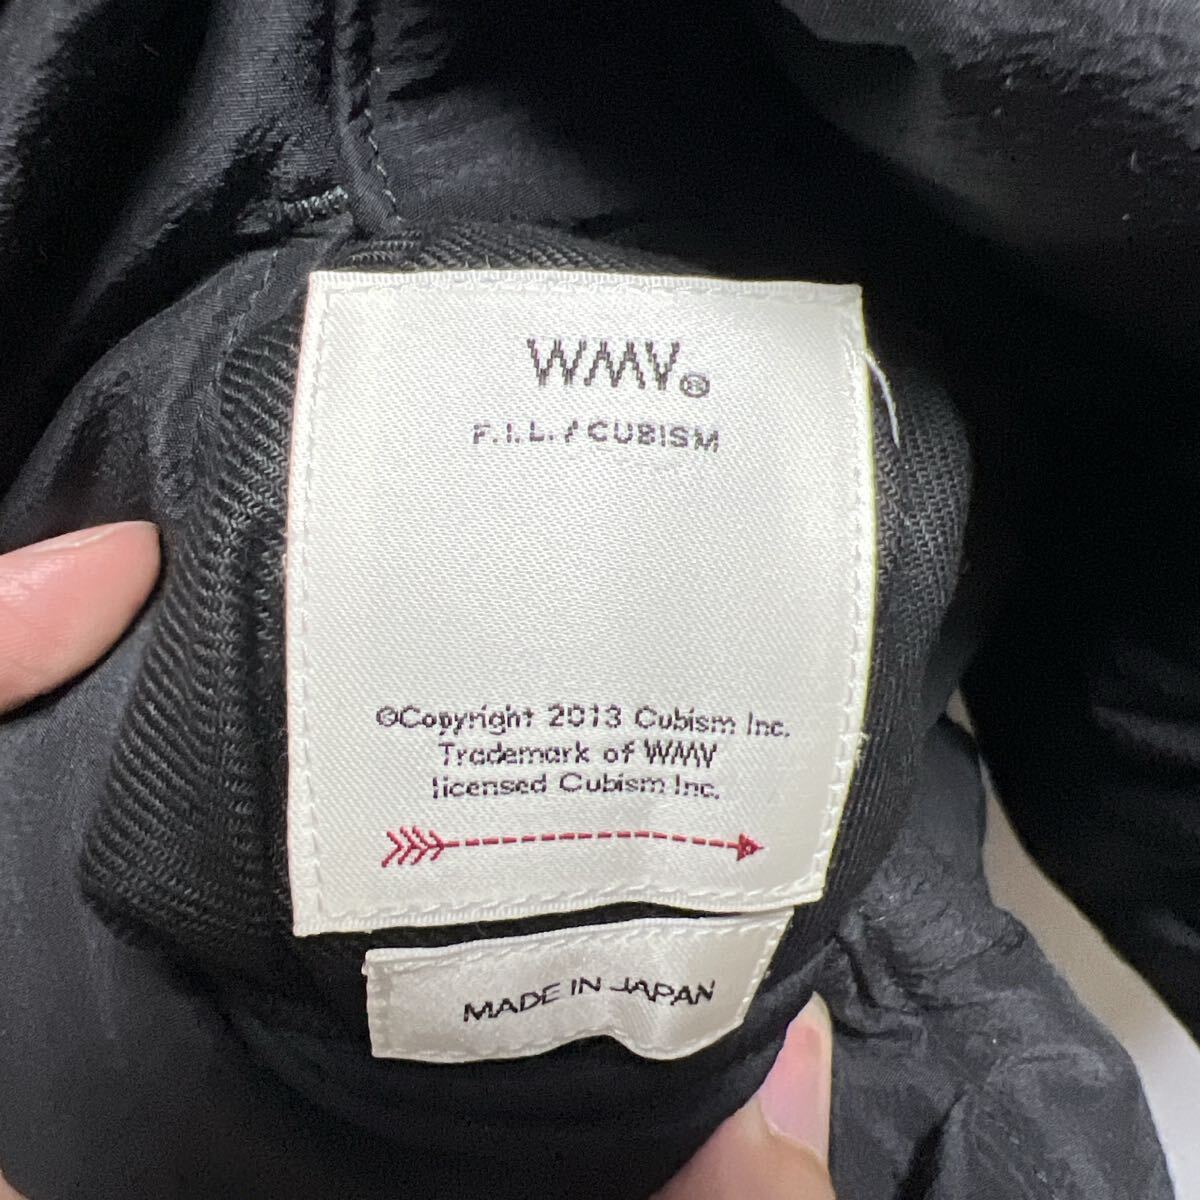 WMV®
F.I.L. / CUBISM
©Copyright 2013 Cubism Inc.
Trademark of WMV
licensed Cubism Inc.
MADE IN JAPAN